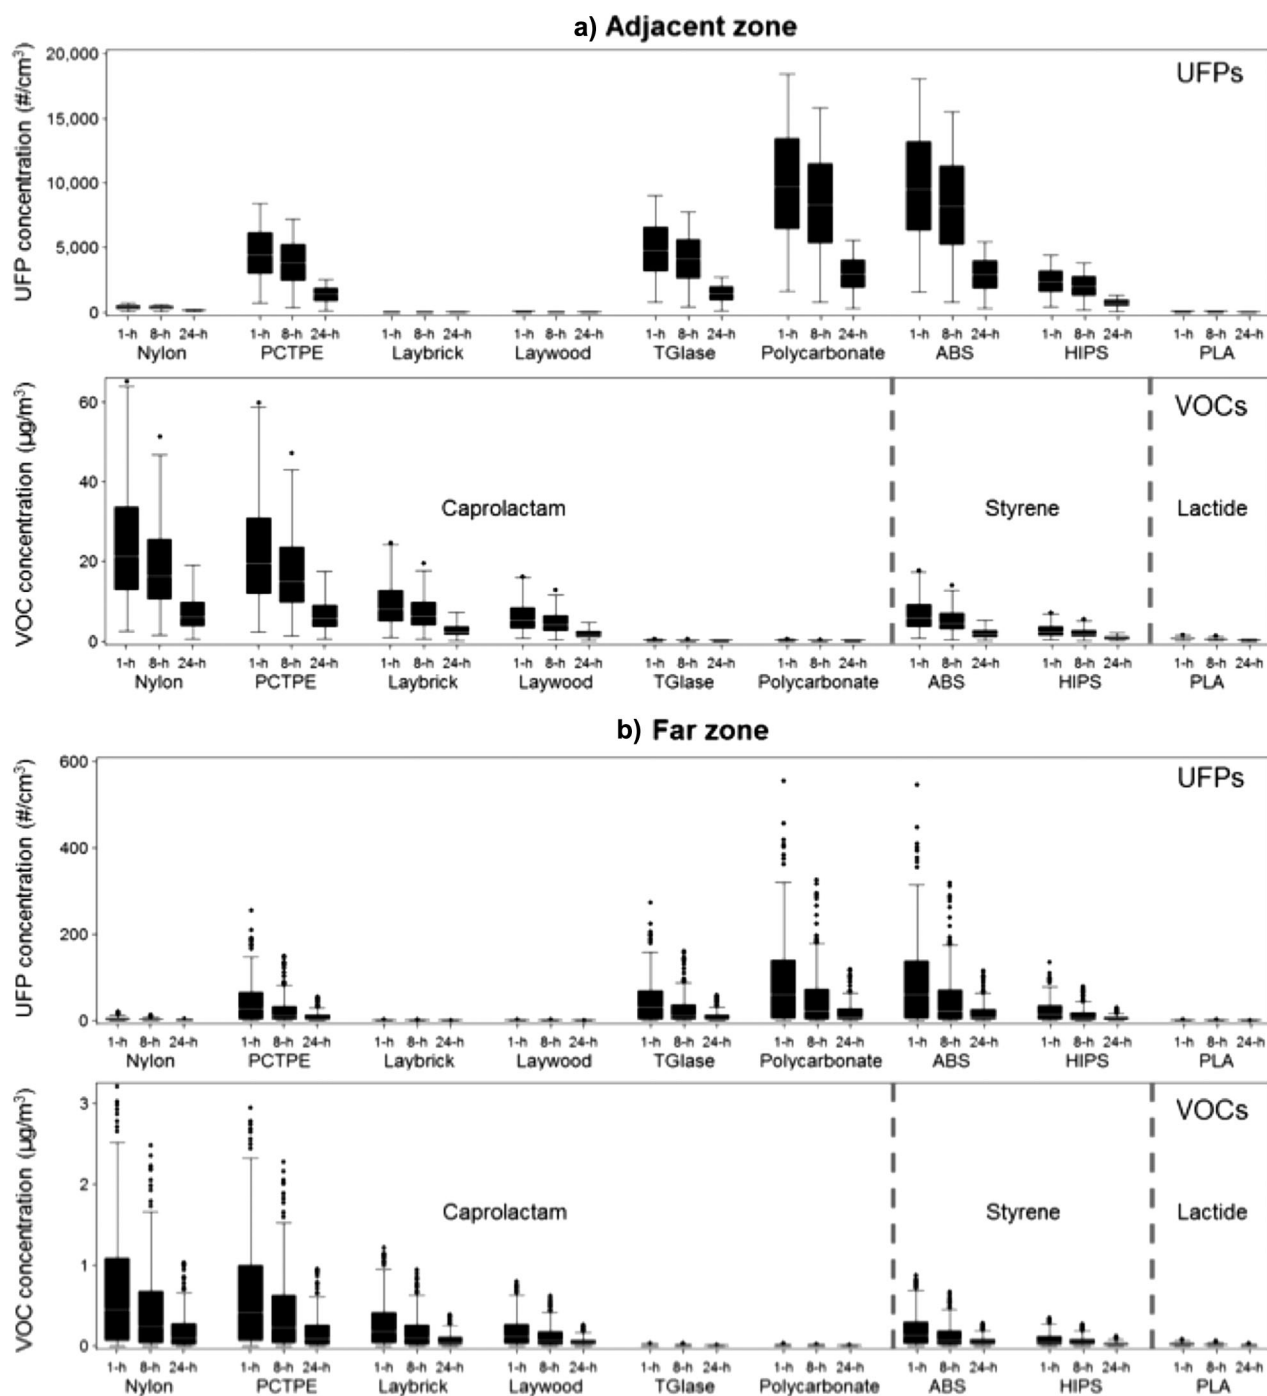 a) Adjacent zone
UFP concentration (#/cm³)
20,000
15,000
10,000
5,000
0
UFPs
1-h 8-h 24-h 1-h 8-h 24-h 1-h 8-h 24-h 1-h 8-h 24-h 1-h 8-h 24-h 1-h 8-h 24-h 1-h 8-h 24-h 1-h 8-h 24-h 1-h 8-h 24-h
Nylon PCTPE Laybrick Laywood TGlase Polycarbonate ABS HIPS PLA
VOC concentration (µg/m³)
60
40
20
0
VOCs
Caprolactam Styrene Lactide
1-h 8-h 24-h 1-h 8-h 24-h 1-h 8-h 24-h 1-h 8-h 24-h 1-h 8-h 24-h 1-h 8-h 24-h 1-h 8-h 24-h 1-h 8-h 24-h 1-h 8-h 24-h
Nylon PCTPE Laybrick Laywood TGlase Polycarbonate ABS HIPS PLA
b) Far zone
UFP concentration (#/cm³)
600
400
200
0
UFPs
1-h 8-h 24-h 1-h 8-h 24-h 1-h 8-h 24-h 1-h 8-h 24-h 1-h 8-h 24-h 1-h 8-h 24-h 1-h 8-h 24-h 1-h 8-h 24-h 1-h 8-h 24-h
Nylon PCTPE Laybrick Laywood TGlase Polycarbonate ABS HIPS PLA
VOC concentration (µg/m³)
3
2
1
0
VOCs
Caprolactam Styrene Lactide
1-h 8-h 24-h 1-h 8-h 24-h 1-h 8-h 24-h 1-h 8-h 24-h 1-h 8-h 24-h 1-h 8-h 24-h 1-h 8-h 24-h 1-h 8-h 24-h 1-h 8-h 24-h
Nylon PCTPE Laybrick Laywood TGlase Polycarbonate ABS HIPS PLA